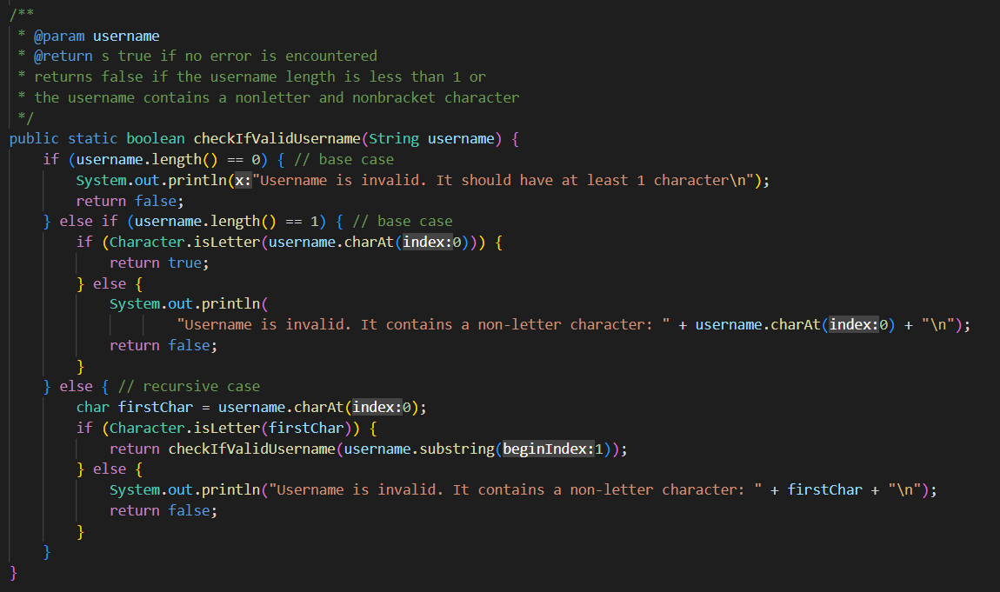 /**
 * @param username
 * @return s true if no error is encountered
 * returns false if the username length is less than 1 or
 * the username contains a nonletter and nonbracket character
 */
public static boolean checkIfValidUsername(String username) {
    if (username.length() == 0) { // base case
        System.out.println(x:"Username is invalid. It should have at least 1 character\n");
        return false;
    } else if (username.length() == 1) { // base case
        if (Character.isLetter(username.charAt(index:0))) {
            return true;
        } else {
            System.out.println(
                    "Username is invalid. It contains a non-letter character: " + username.charAt(index:0) + "\n");
            return false;
        }
    } else { // recursive case
        char firstChar = username.charAt(index:0);
        if (Character.isLetter(firstChar)) {
            return checkIfValidUsername(username.substring(beginIndex:1));
        } else {
            System.out.println("Username is invalid. It contains a non-letter character: " + firstChar + "\n");
            return false;
        }
    }
}